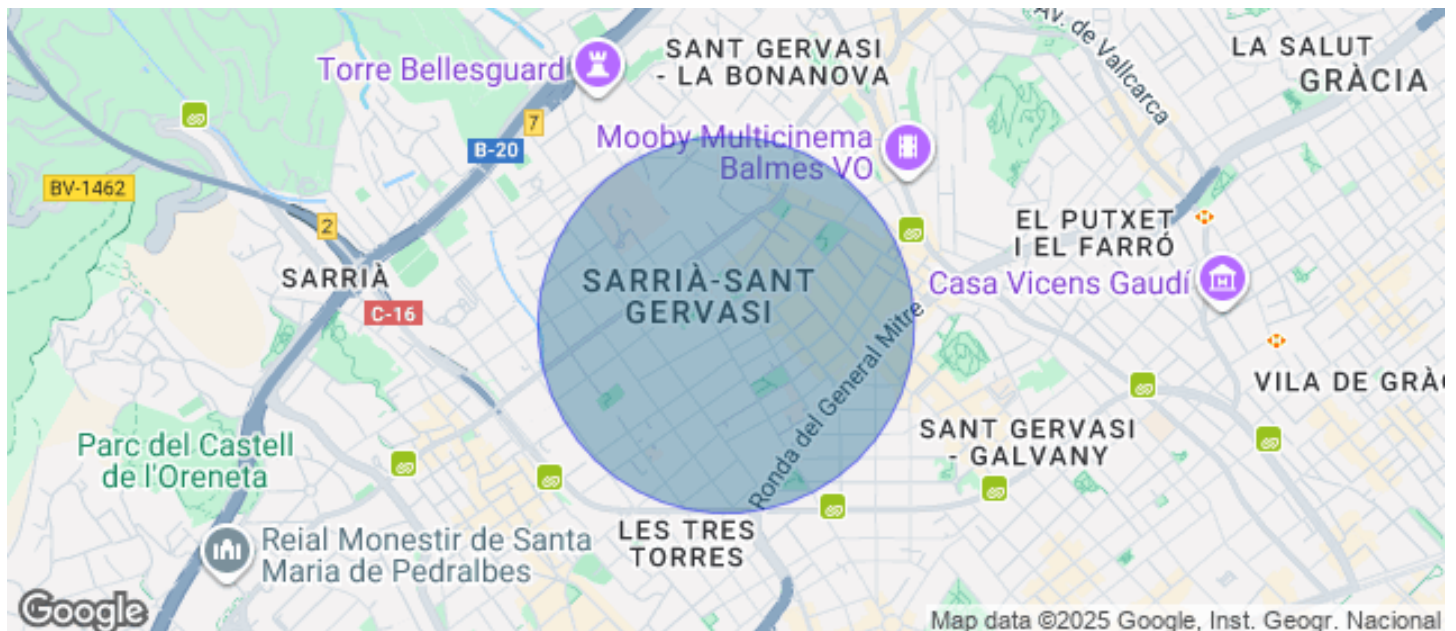 Av. de Vallcarca
SANT GERVASI
- LA BONANOVA
LA SALUT
GRÀCIA
Torre Bellesguard
7
B-20
Mooby Multicinema
Balmes VO
BV-1462
2
EL PUTXET
I EL FARRÓ
SARRIÀ
SARRIÀ-SANT
GERVASI
Casa Vicens Gaudí
C-16
Ronda del General Mitre
VILA DE GRÀC
Parc del Castell
de l'Oreneta
SANT GERVASI
- GALVANY
LES TRES
TORRES
Reial Monestir de Santa
Maria de Pedralbes
Google
Map data ©2025 Google, Inst. Geogr. Nacional